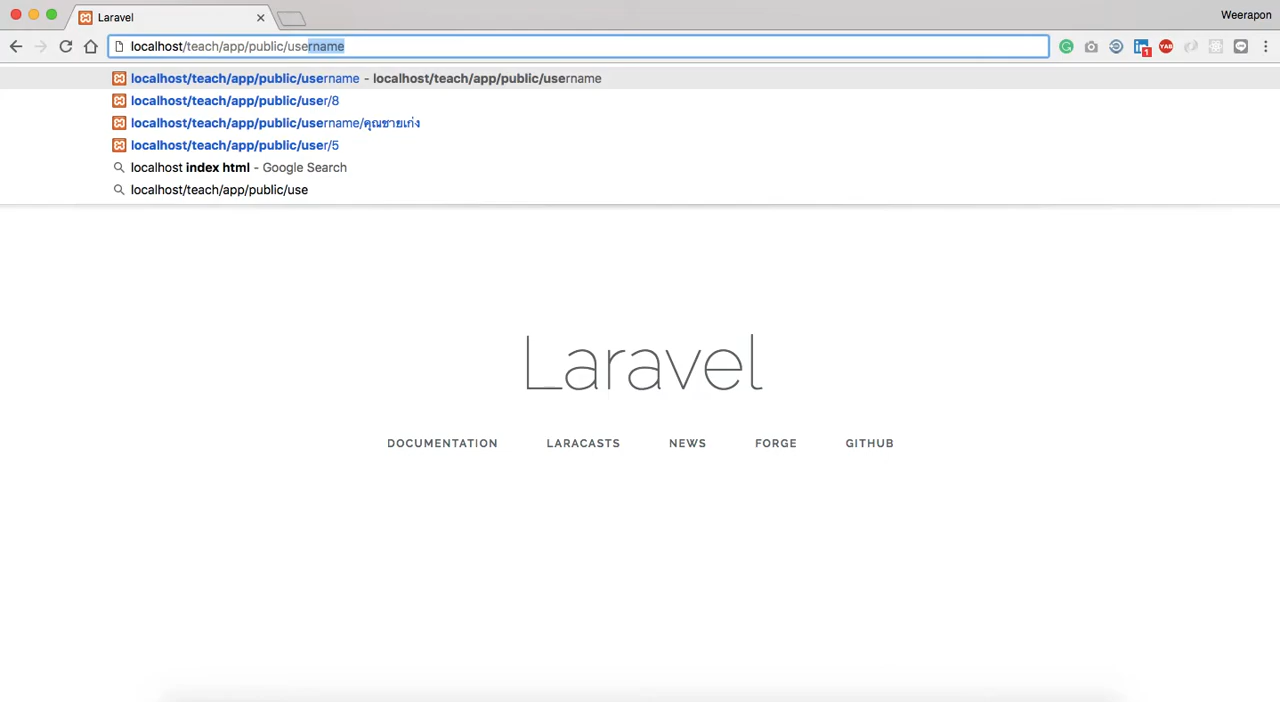 Laravel
Weerapon
localhost/teach/app/public/username
localhost/teach/app/public/username - localhost/teach/app/public/username
localhost/teach/app/public/user/8
localhost/teach/app/public/username/คุณชายเก่ง
localhost/teach/app/public/user/5
localhost index html - Google Search
localhost/teach/app/public/use
Laravel
DOCUMENTATION LARACASTS NEWS FORGE GITHUB